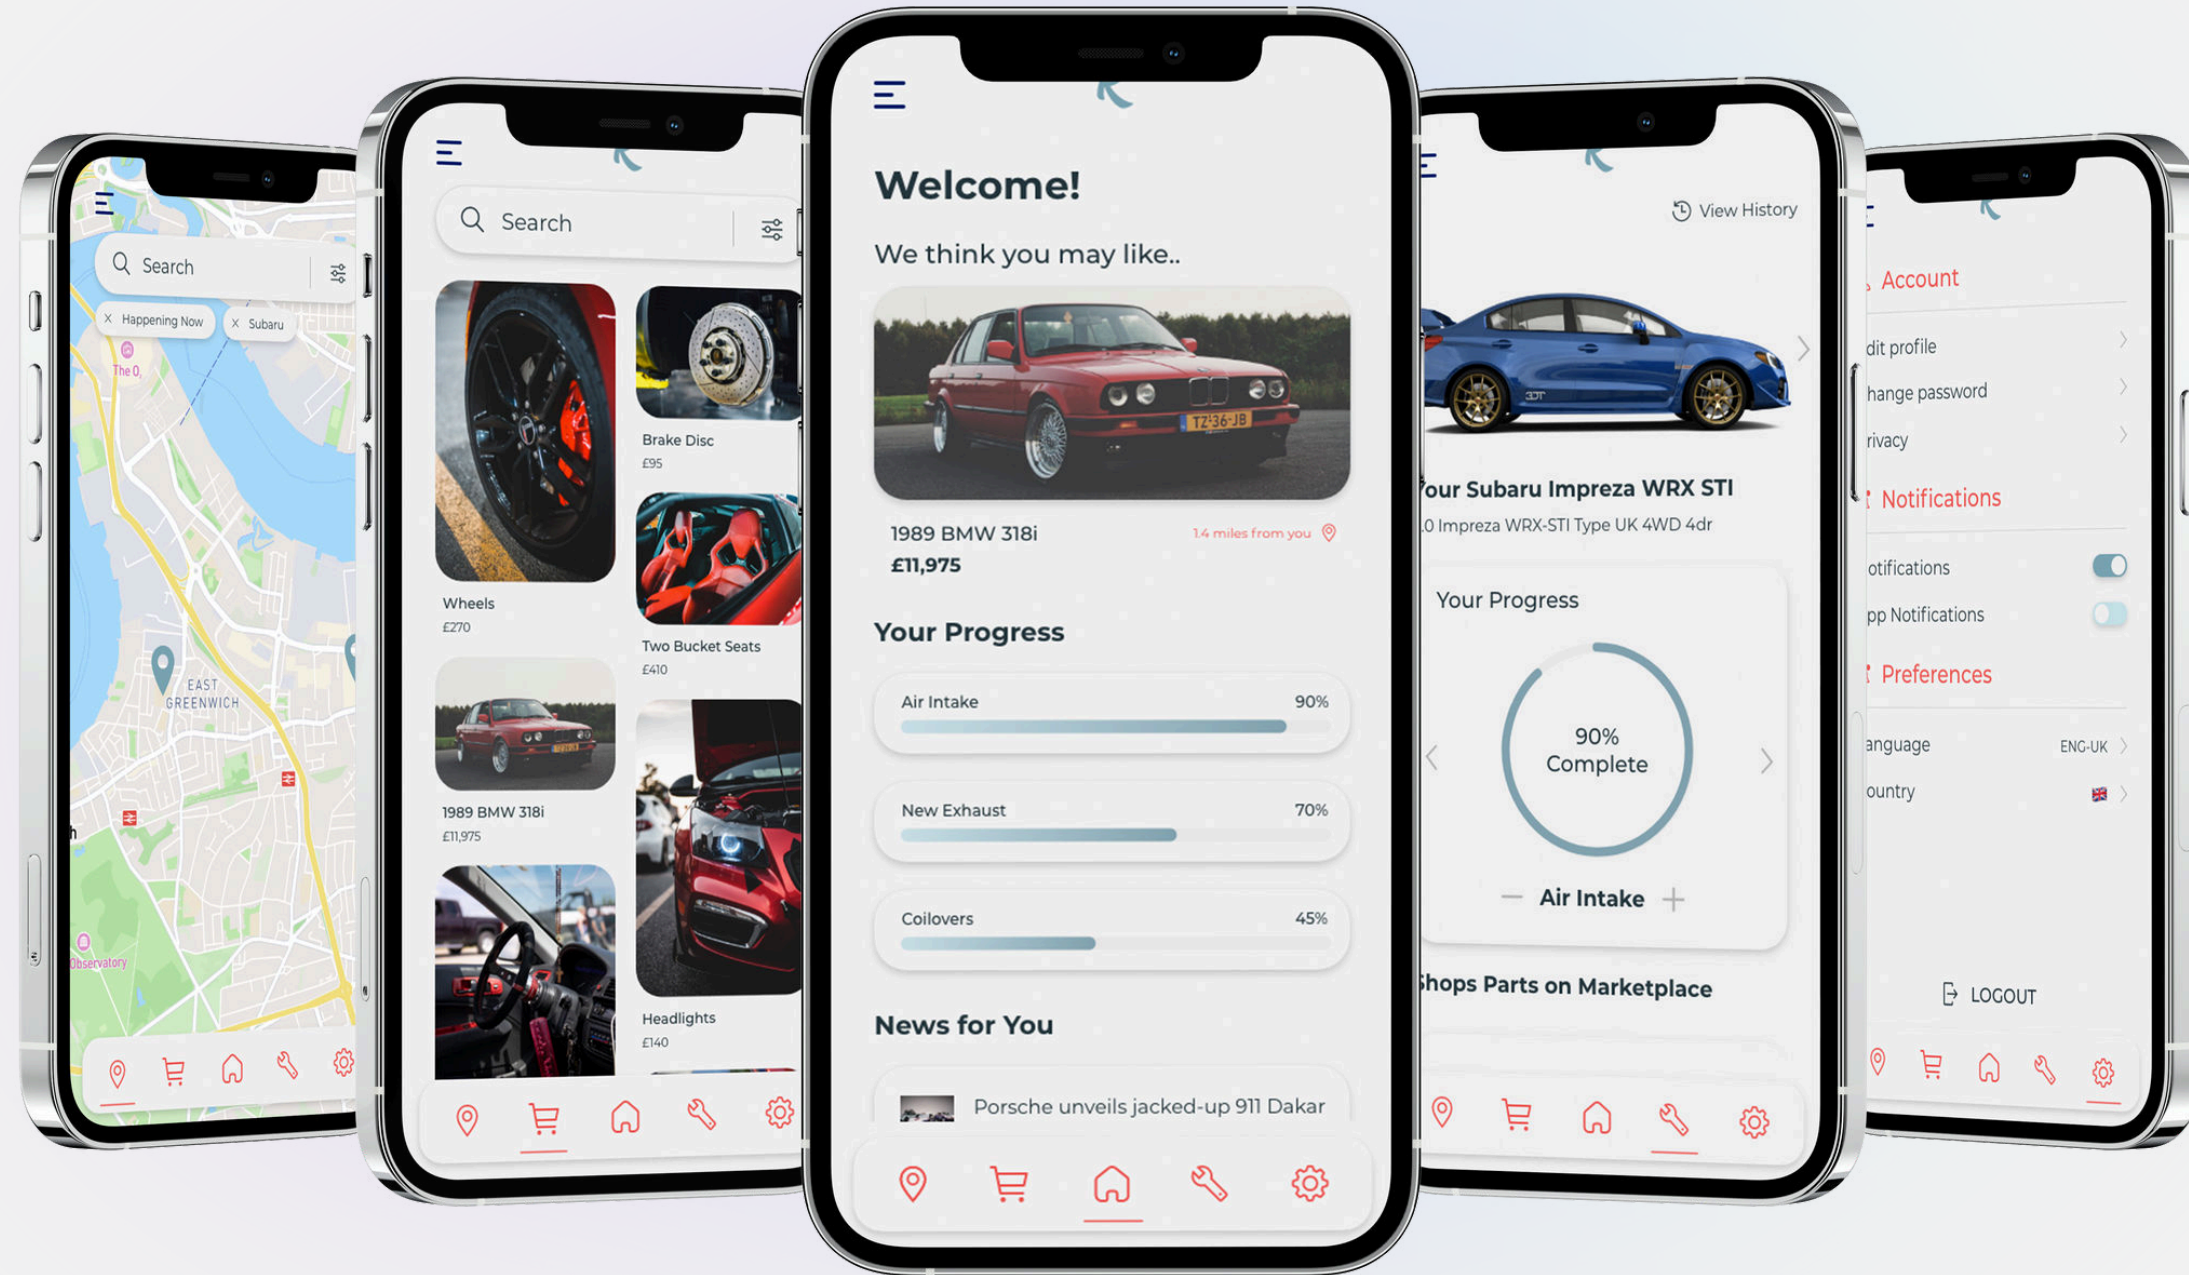 Search
Happening Now
Subaru
The O₂
EAST
GREENWICH
h
Observatory
Search
Brake Disc
£95
Wheels
£270
Two Bucket Seats
£410
1989 BMW 318i
£11,975
Headlights
£140
Welcome!
We think you may like..
TZ-36-JB
1989 BMW 318i
1.4 miles from you
£11,975
Your Progress
Air Intake 90%
New Exhaust 70%
Coilovers 45%
News for You
Porsche unveils jacked-up 911 Dakar
View History
3DT
our Subaru Impreza WRX STI
.0 Impreza WRX-STI Type UK 4WD 4dr
Your Progress
90%
Complete
Air Intake
Shops Parts on Marketplace
Account
dit profile
hange password
rivacy
Notifications
otifications
pp Notifications
Preferences
anguage ENG-UK
ountry
LOGOUT